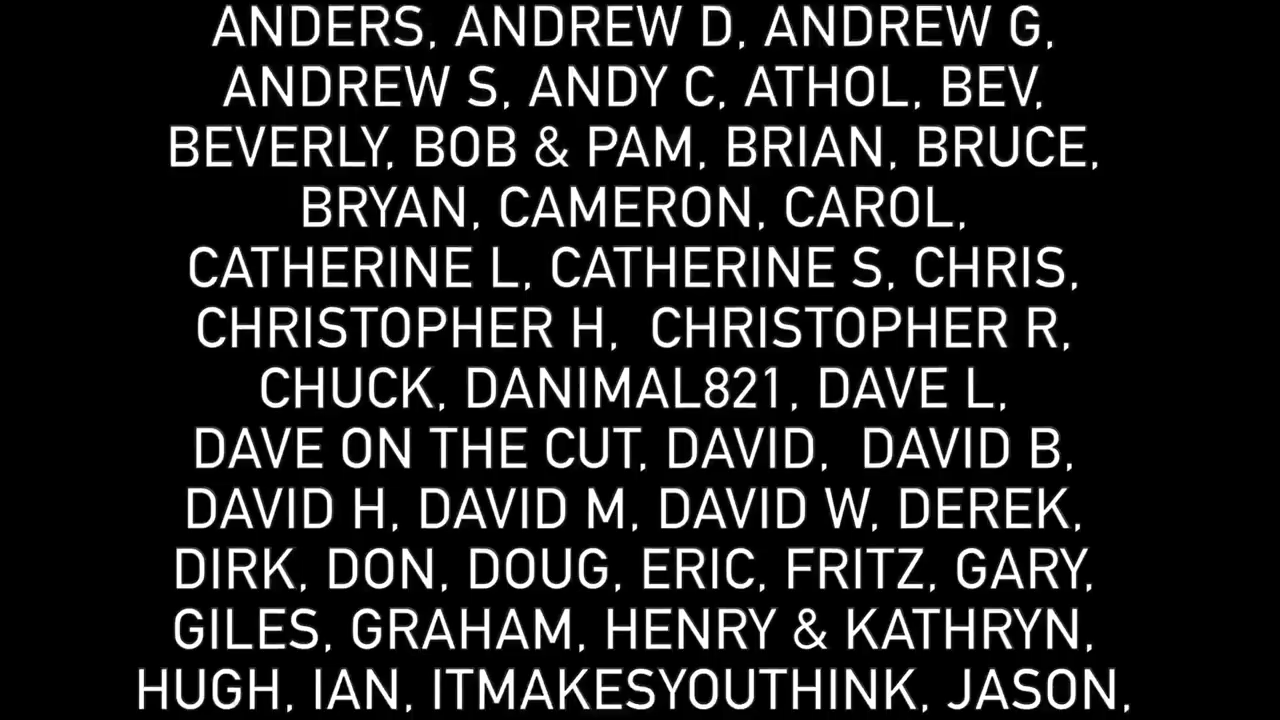 ANDERS, ANDREW D, ANDREW G,
ANDREW S, ANDY C, ATHOL, BEV,
BEVERLY, BOB & PAM, BRIAN, BRUCE,
BRYAN, CAMERON, CAROL,
CATHERINE L, CATHERINE S, CHRIS,
CHRISTOPHER H,  CHRISTOPHER R,
CHUCK, DANIMAL821, DAVE L,
DAVE ON THE CUT, DAVID,  DAVID B,
DAVID H, DAVID M, DAVID W, DEREK,
DIRK, DON, DOUG, ERIC, FRITZ, GARY,
GILES, GRAHAM, HENRY & KATHRYN,
HUGH, IAN, ITMAKESYOUTHINK, JASON,